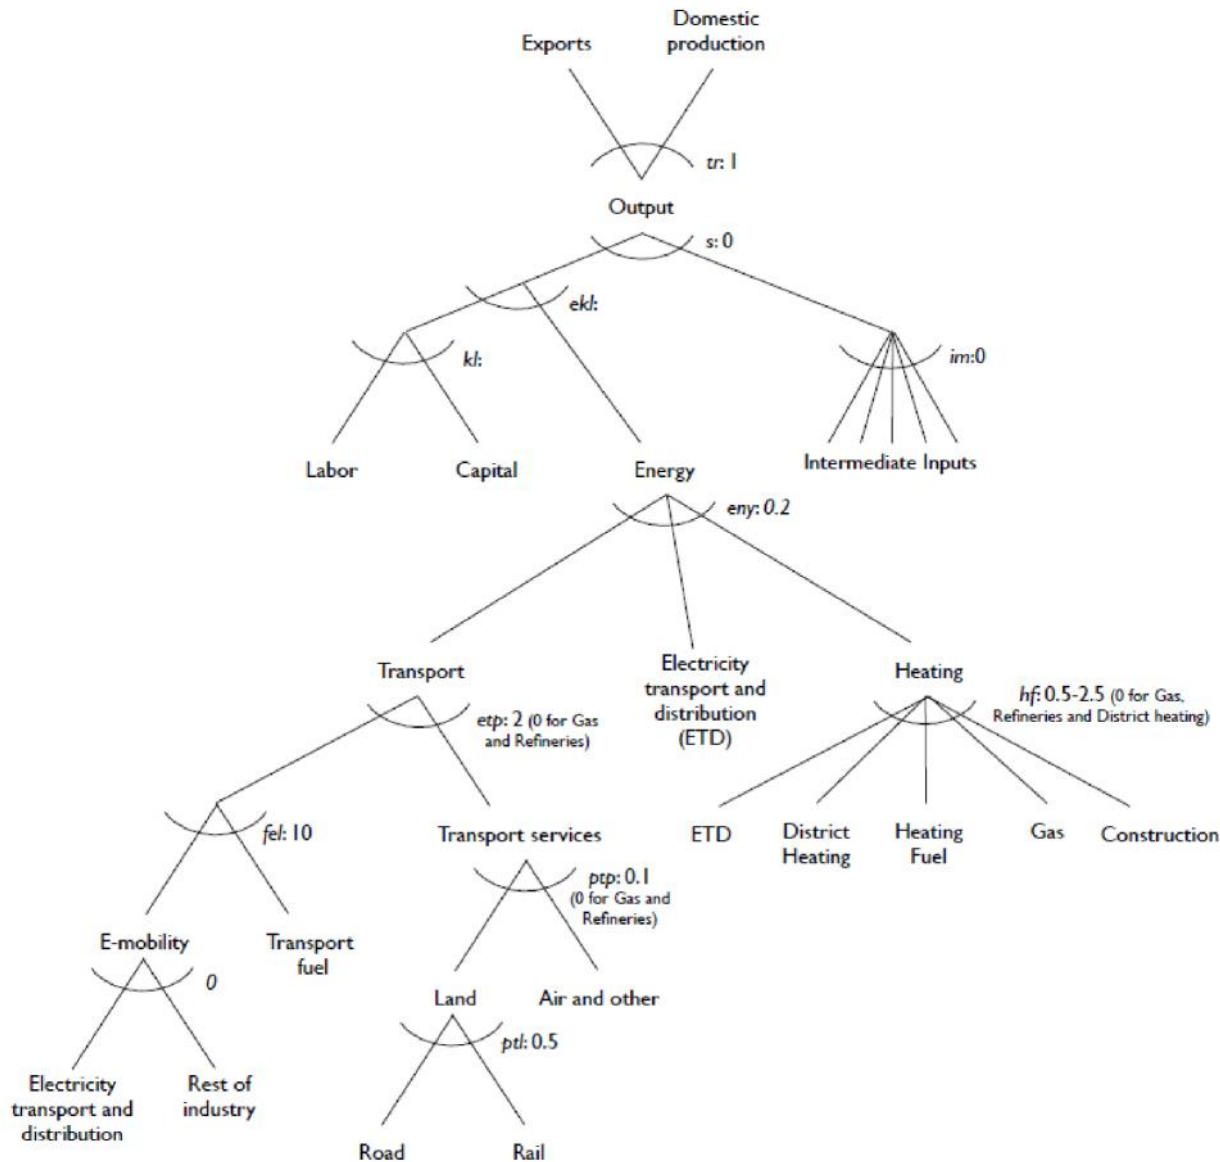 Exports
Domestic
production
tr: 1
Output
s: 0
ekl:
kl:
im:0
Labor
Capital
Energy
Intermediate Inputs
eny: 0.2
Transport
Electricity
transport and
distribution
(ETD)
Heating
etp: 2 (0 for Gas
and Refineries)
hf: 0.5-2.5 (0 for Gas,
Refineries and District heating)
fel: 10
Transport services
ETD
District
Heating
Heating
Fuel
Gas
Construction
ptp: 0.1
(0 for Gas and
Refineries)
E-mobility
Transport
fuel
0
Land
Air and other
ptl: 0.5
Electricity
transport and
distribution
Rest of
industry
Road
Rail